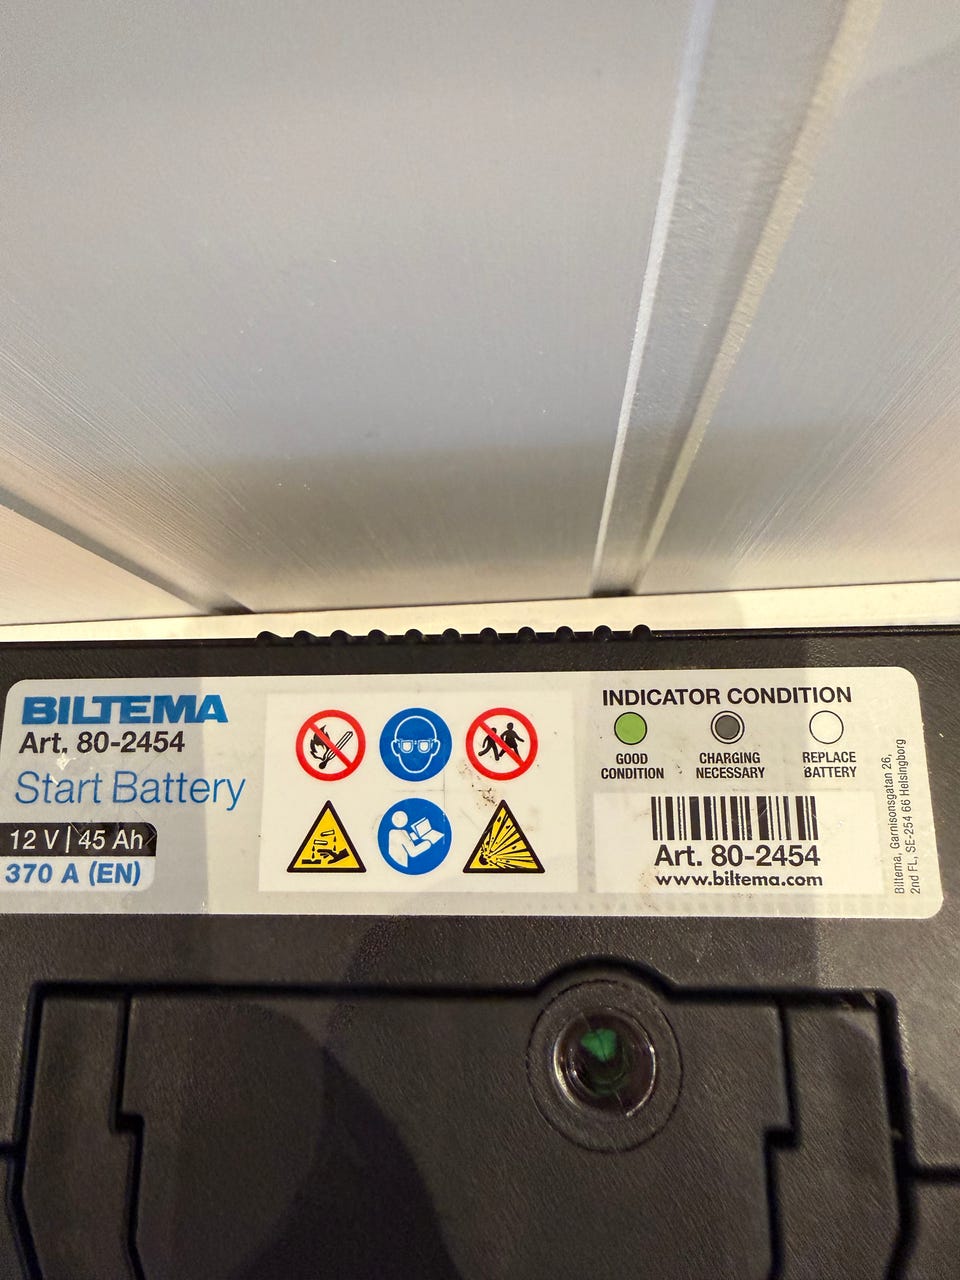 BILTEMA
Art. 80-2454
Start Battery
12 V | 45 Ah
370 A (EN)
INDICATOR CONDITION
GOOD
CONDITION
CHARGING
NECESSARY
REPLACE
BATTERY
Art. 80-2454
www.biltema.com
Biltema, Garnisonsgatan 26,
2nd FL, SE-254 66 Helsingborg